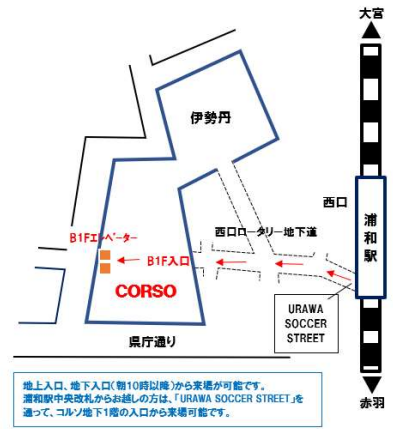 大宮
伊勢丹
西口
浦和駅
西口ロータリー地下道
B1Fエレベーター
B1F入口
CORSO
URAWA
SOCCER
STREET
県庁通り
赤羽
地上入口、地下入口(朝10時以降)から来場が可能です。
浦和駅中央改札からお越しの方は、「URAWA SOCCER STREET」を
通って、コルソ地下1階の入口から来場可能です。